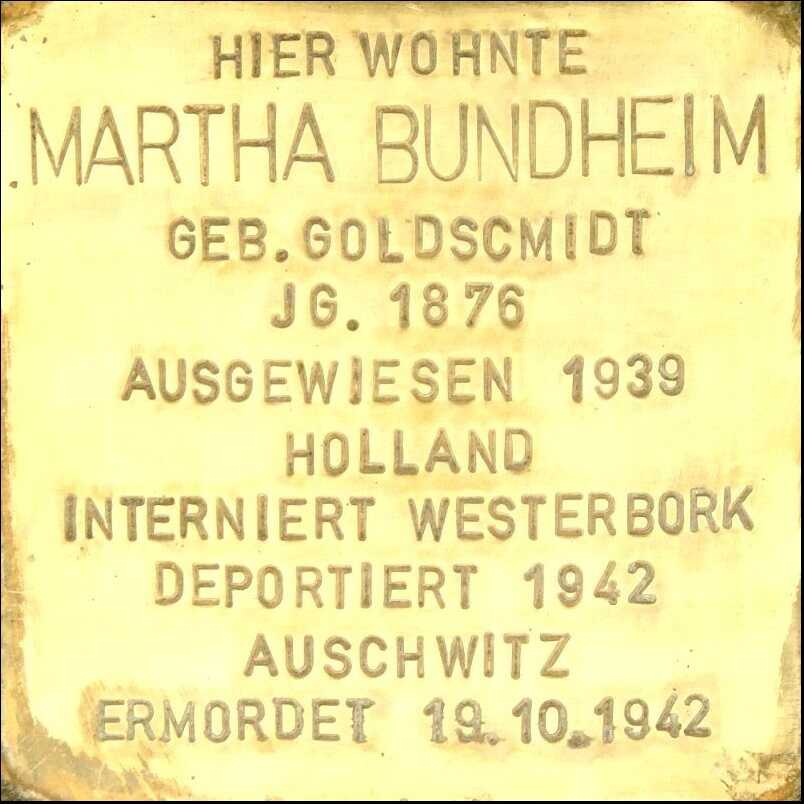 HIER WOHNTE
MARTHA BUNDHEIM
GEB. GOLDSCMIDT
JG. 1876
AUSGEWIESEN 1939
HOLLAND
INTERNIERT WESTERBORK
DEPORTIERT 1942
AUSCHWITZ
ERMORDET 19.10.1942